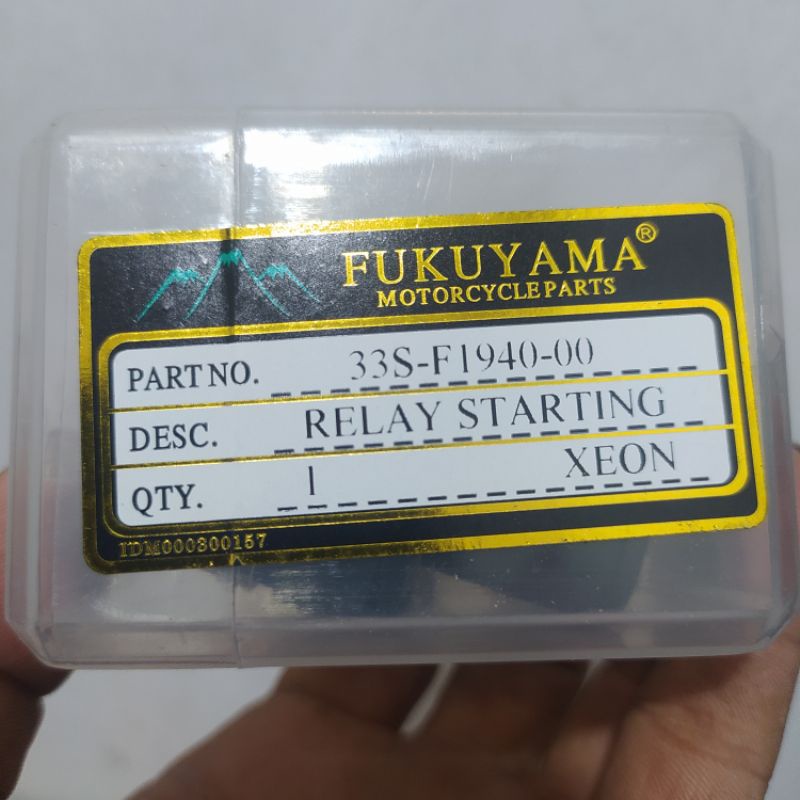 FUKUYAMA®
MOTORCYCLE PARTS
PART NO. 33S-F1940-00
DESC. RELAY STARTING
QTY. 1 XEON
IDM000300157